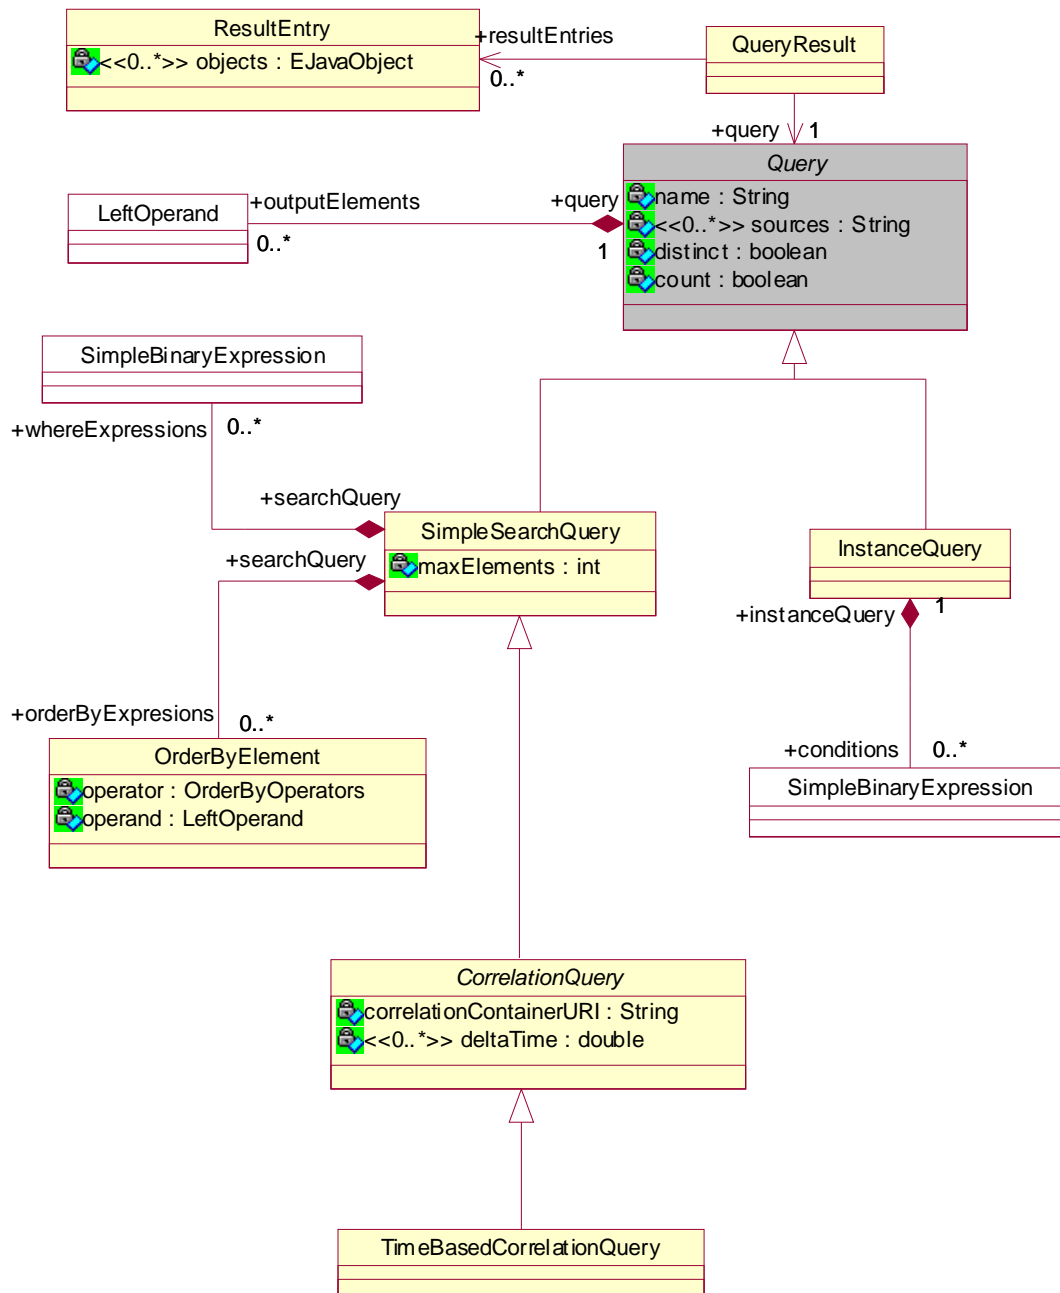 ResultEntry
<<0..*>> objects : EJavaObject
+resultEntries
0..*
QueryResult
+query
1
Query
name : String
<<0..*>> sources : String
distinct : boolean
count : boolean
LeftOperand
+outputElements
0..*
+query
1
SimpleBinaryExpression
+whereExpressions
0..*
+searchQuery
SimpleSearchQuery
maxElements : int
+searchQuery
InstanceQuery
+instanceQuery
1
+orderByExpresions
0..*
OrderByElement
operator : OrderByOperators
operand : LeftOperand
+conditions
0..*
SimpleBinaryExpression
CorrelationQuery
correlationContainerURI : String
<<0..*>> deltaTime : double
TimeBasedCorrelationQuery